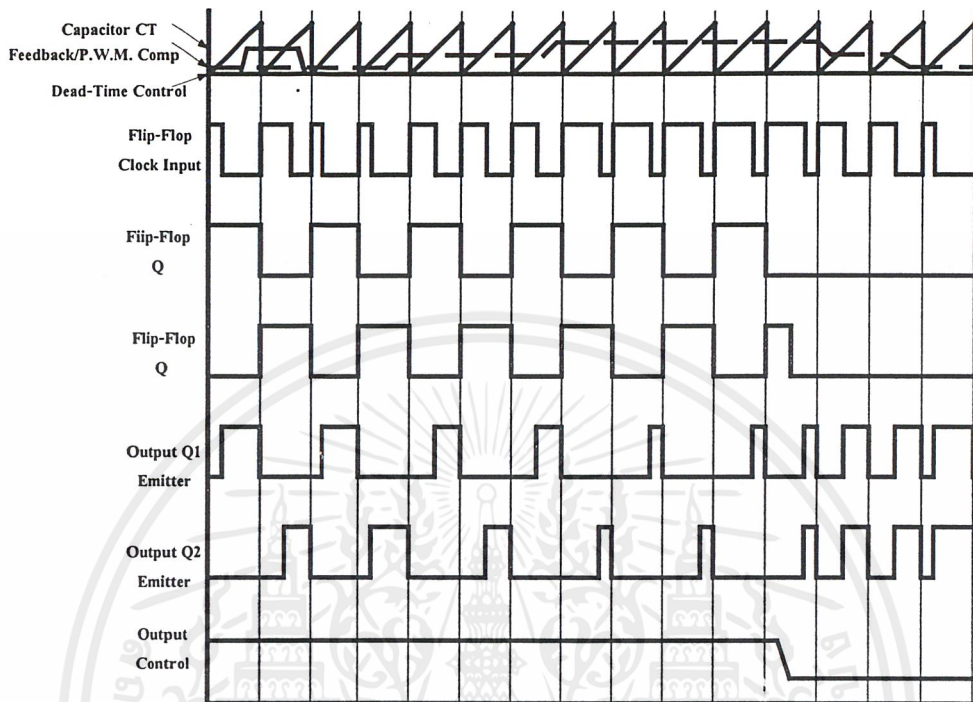 Capacitor CT
Feedback/P.W.M. Comp
Dead-Time Control
Flip-Flop
Clock Input
Fiip-Flop
Q
Flip-Flop
Q
Output Q1
Emitter
Output Q2
Emitter
Output
Control